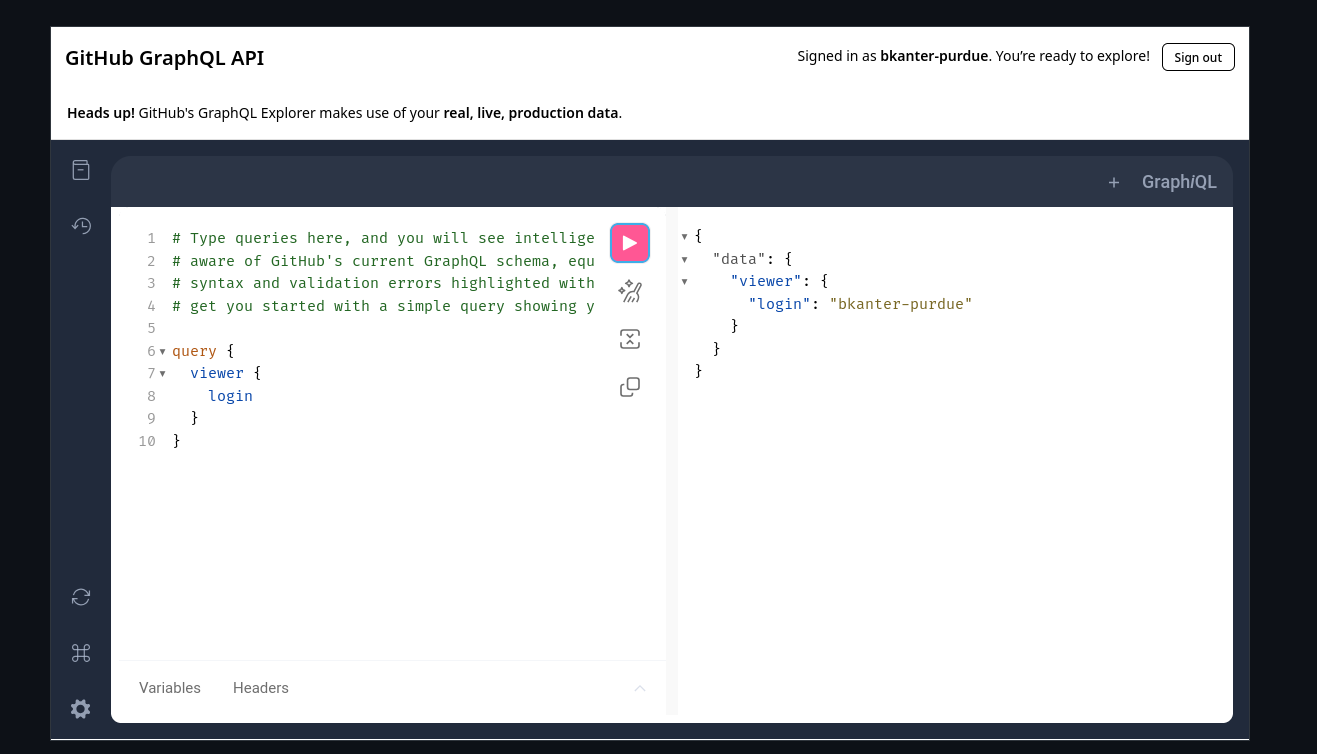 GitHub GraphQL API
Signed in as bkanter-purdue. You’re ready to explore!
Sign out
Heads up! GitHub's GraphQL Explorer makes use of your real, live, production data.
+ GraphiQL
1 # Type queries here, and you will see intellige
2 # aware of GitHub's current GraphQL schema, equ
3 # syntax and validation errors highlighted with
4 # get you started with a simple query showing y
5
6 query {
7 viewer {
8 login
9 }
10 }
{
"data": {
"viewer": {
"login": "bkanter-purdue"
}
}
}
Variables Headers